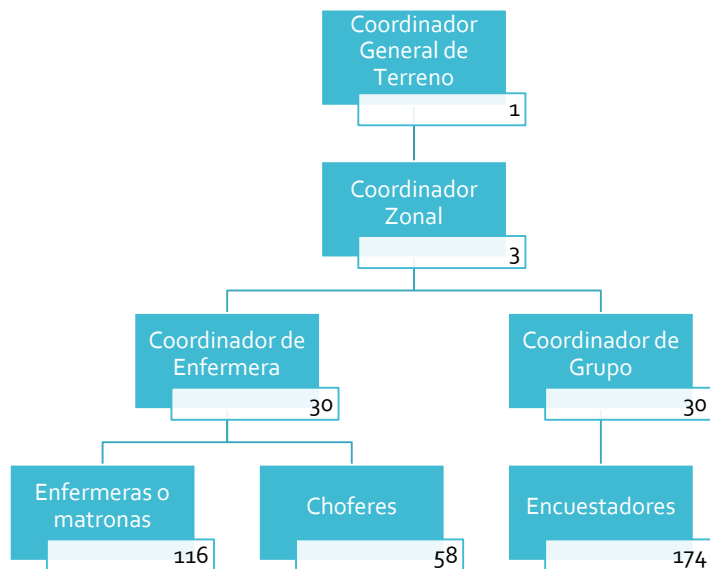 Coordinador
General de
Terreno
1
Coordinador
Zonal
3
Coordinador de
Enfermera
30
Coordinador de
Grupo
30
Enfermeras o
matronas
116
Choferes
58
Encuestadores
174